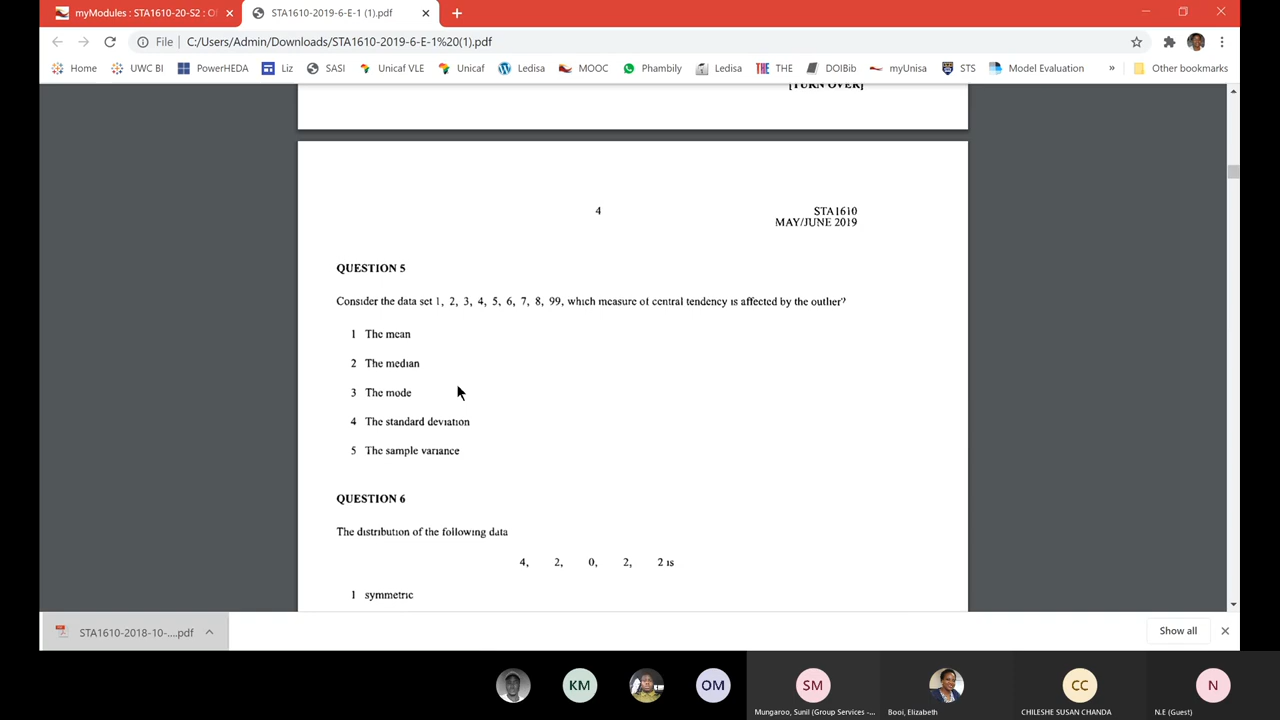 myModules : STA1610-20-S2 : O
STA1610-2019-6-E-1 (1).pdf
File
C:/Users/Admin/Downloads/STA1610-2019-6-E-1%20(1).pdf
Home
UWC BI
PowerHEDA
Liz
SASI
Unicaf VLE
Unicaf
Ledisa
MOOC
Phambily
Ledisa
THE
THE
DOIBib
myUnisa
STS
Model Evaluation
»
Other bookmarks
[TURN OVER]
4
STA1610
MAY/JUNE 2019
QUESTION 5
Consider the data set 1, 2, 3, 4, 5, 6, 7, 8, 99, which measure of central tendency is affected by the outlier?
1 The mean
2 The median
3 The mode
4 The standard deviation
5 The sample variance
QUESTION 6
The distribution of the following data
4, 2, 0, 2, 2 is
1 symmetric
STA1610-2018-10-....pdf
Show all
KM
OM
SM
CC
N
Mungaroo, Sunil (Group Services -...
Booi, Elizabeth
CHILESHE SUSAN CHANDA
N.E (Guest)